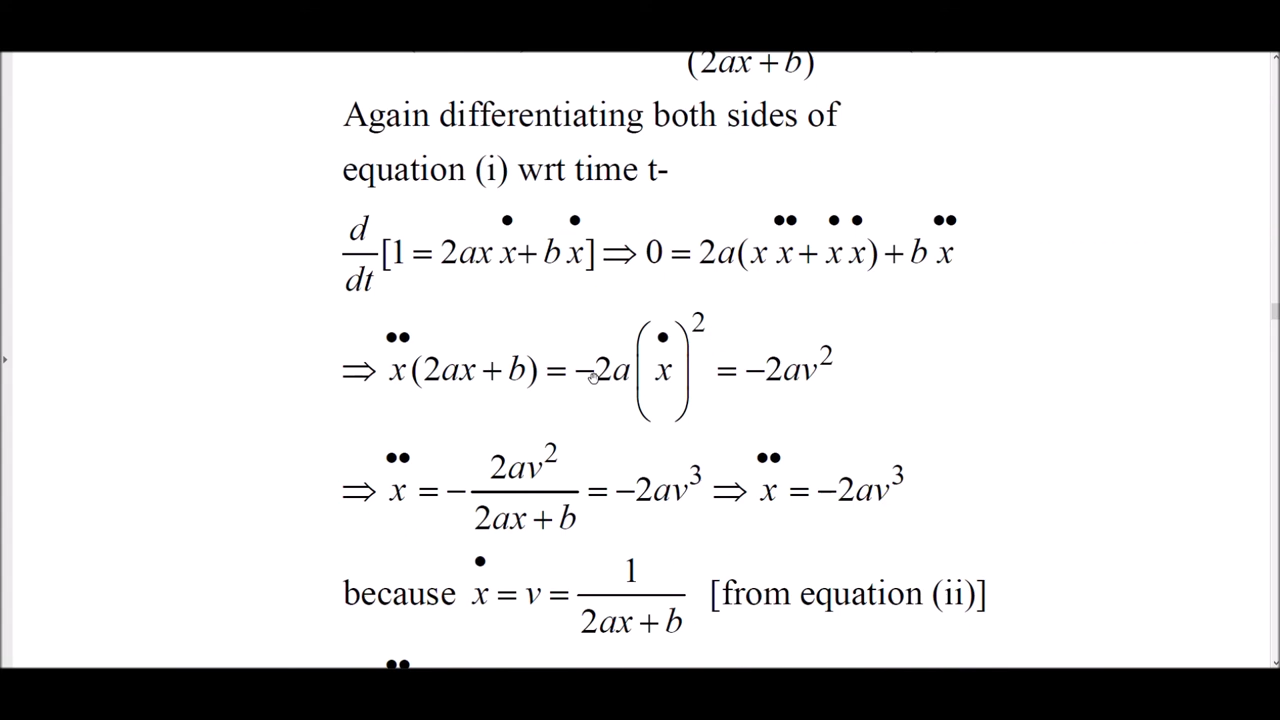 (2ax + b)
Again differentiating both sides of
equation (i) wrt time t-
d/dt [1 = 2axẋ + bẋ] ⇒ 0 = 2a(xẍ + ẋẋ) + bẍ
⇒ ẍ(2ax + b) = −2a(ẋ)² = −2av²
⇒ ẍ = −2av²/(2ax + b) = −2av³ ⇒ ẍ = −2av³
because ẋ = v = 1/(2ax + b) [from equation (ii)]